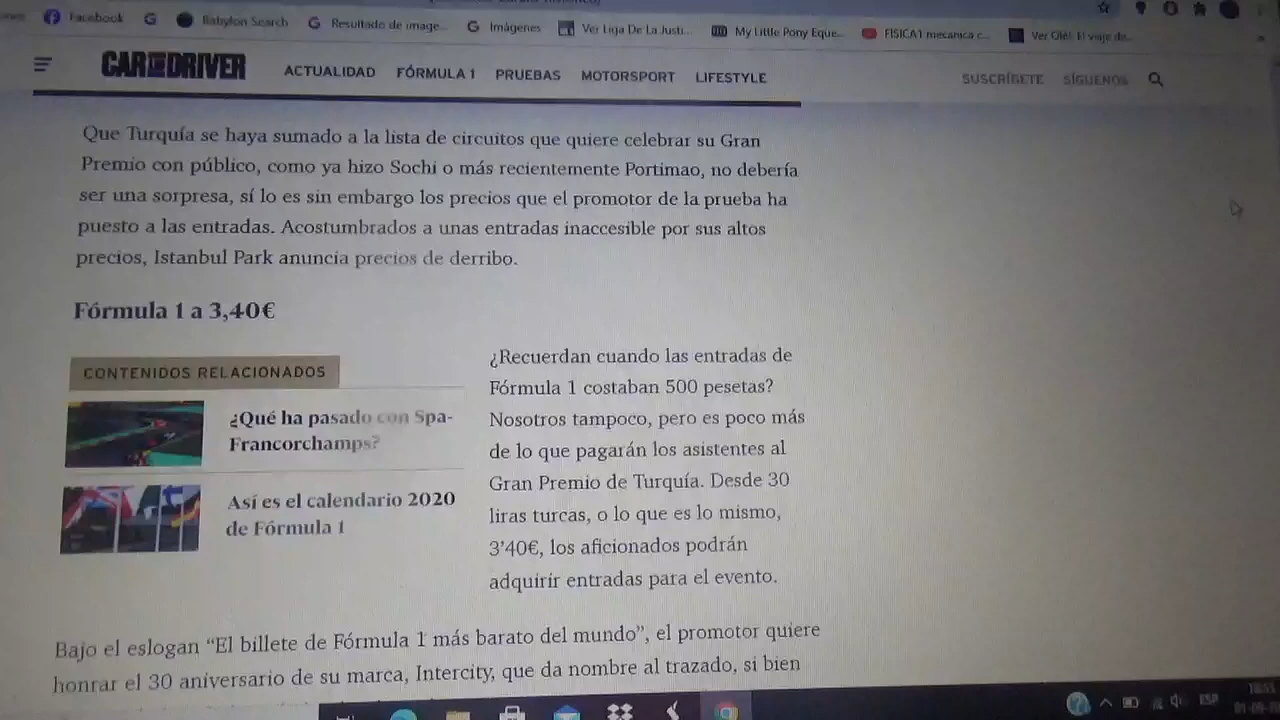 Facebook
Babylon Search
Resultado de image...
Imágenes
Ver Liga De La Justi...
My Little Pony Eque...
FISICA1 mecanica c...
CAR AND DRIVER
ACTUALIDAD
FÓRMULA 1
PRUEBAS
MOTORSPORT
LIFESTYLE
SUSCRÍBETE
SÍGUENOS
Que Turquía se haya sumado a la lista de circuitos que quiere celebrar su Gran
Premio con público, como ya hizo Sochi o más recientemente Portimao, no debería
ser una sorpresa, sí lo es sin embargo los precios que el promotor de la prueba ha
puesto a las entradas. Acostumbrados a unas entradas inaccesible por sus altos
precios, Istanbul Park anuncia precios de derribo.
Fórmula 1 a 3,40€
CONTENIDOS RELACIONADOS
¿Qué ha pasado con Spa-
Francorchamps?
Así es el calendario 2020
de Fórmula 1
¿Recuerdan cuando las entradas de
Fórmula 1 costaban 500 pesetas?
Nosotros tampoco, pero es poco más
de lo que pagarán los asistentes al
Gran Premio de Turquía. Desde 30
liras turcas, o lo que es lo mismo,
3'40€, los aficionados podrán
adquirir entradas para el evento.
Bajo el eslogan “El billete de Fórmula 1 más barato del mundo”, el promotor quiere
honrar el 30 aniversario de su marca, Intercity, que da nombre al trazado, si bien
ESP